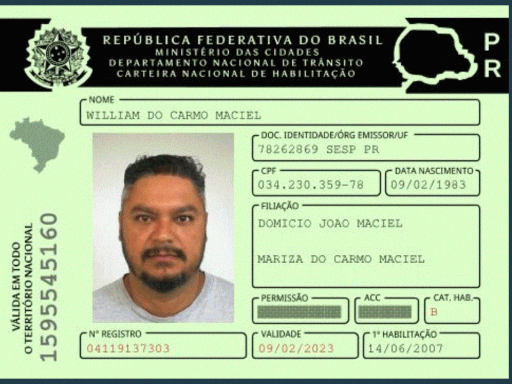 REPÚBLICA FEDERATIVA DO BRASIL
MINISTÉRIO DAS CIDADES
DEPARTAMENTO NACIONAL DE TRÂNSITO
CARTEIRA NACIONAL DE HABILITAÇÃO
PR
NOME
WILLIAM DO CARMO MACIEL
DOC. IDENTIDADE/ÓRG EMISSOR/UF
78262869 SESP PR
CPF
034.230.359-78
DATA NASCIMENTO
09/02/1983
FILIAÇÃO
DOMICIO JOAO MACIEL
MARIZA DO CARMO MACIEL
PERMISSÃO
ACC
CAT. HAB.
B
Nº REGISTRO
04119137303
VALIDADE
09/02/2023
1ª HABILITAÇÃO
14/06/2007
VÁLIDA EM TODO
O TERRITÓRIO NACIONAL
1595545160